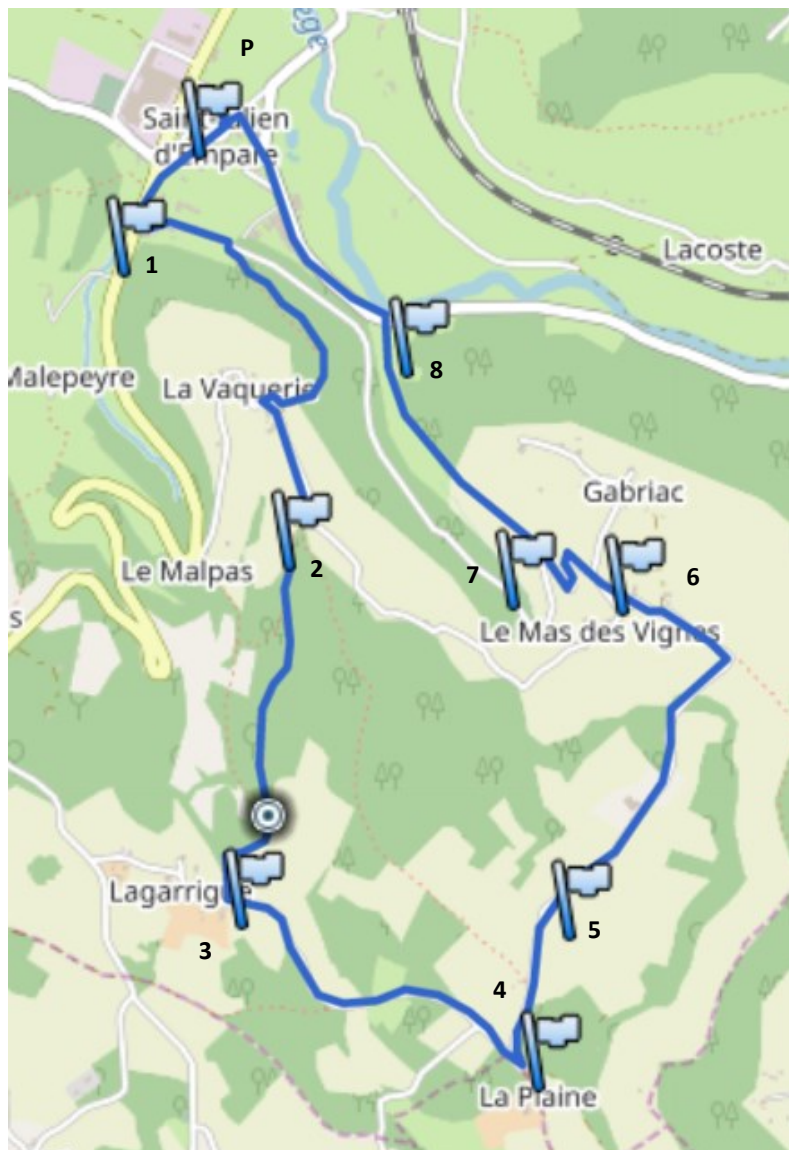 ège
P
Saint-Julien
d'Empare
1
Lacoste
8
Malepeyre
La Vaquerie
Gabriac
2
Le Malpas
7
6
s
Le Mas des Vignes
Lagarrigue
3
5
4
La Plaine